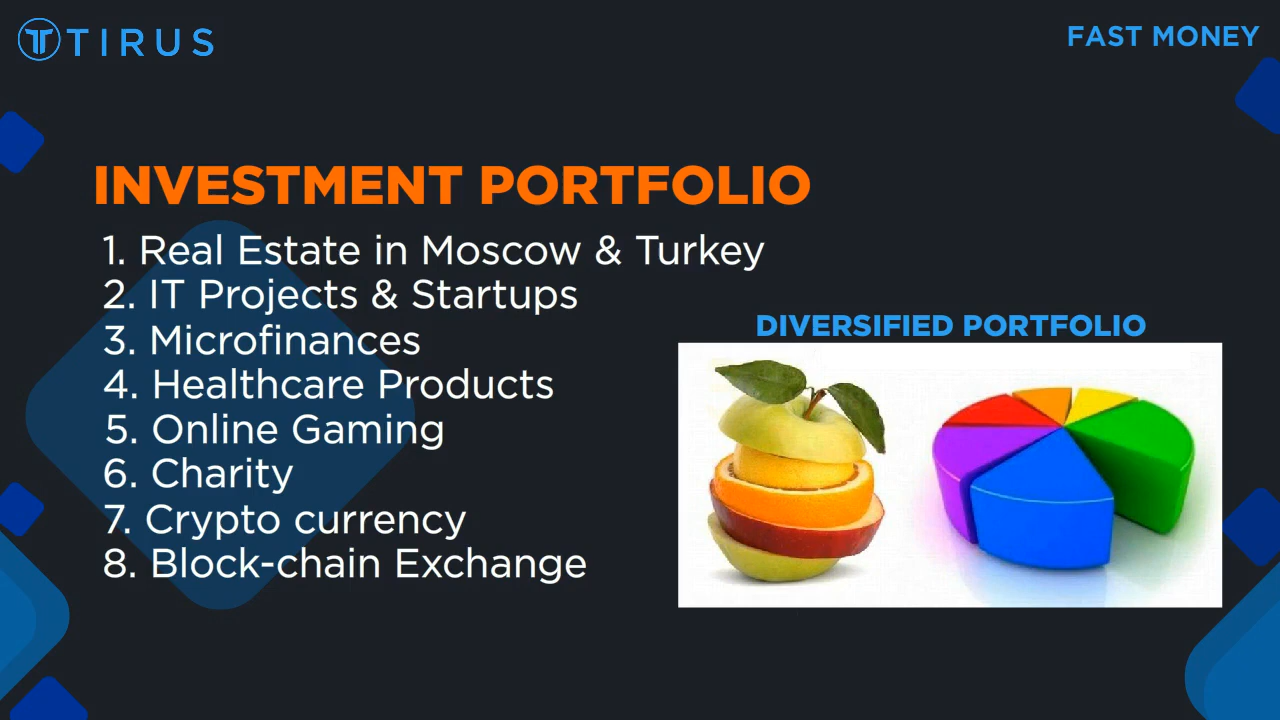 TIRUS
FAST MONEY
INVESTMENT PORTFOLIO
1. Real Estate in Moscow & Turkey
2. IT Projects & Startups
3. Microfinances
4. Healthcare Products
5. Online Gaming
6. Charity
7. Crypto currency
8. Block-chain Exchange
DIVERSIFIED PORTFOLIO